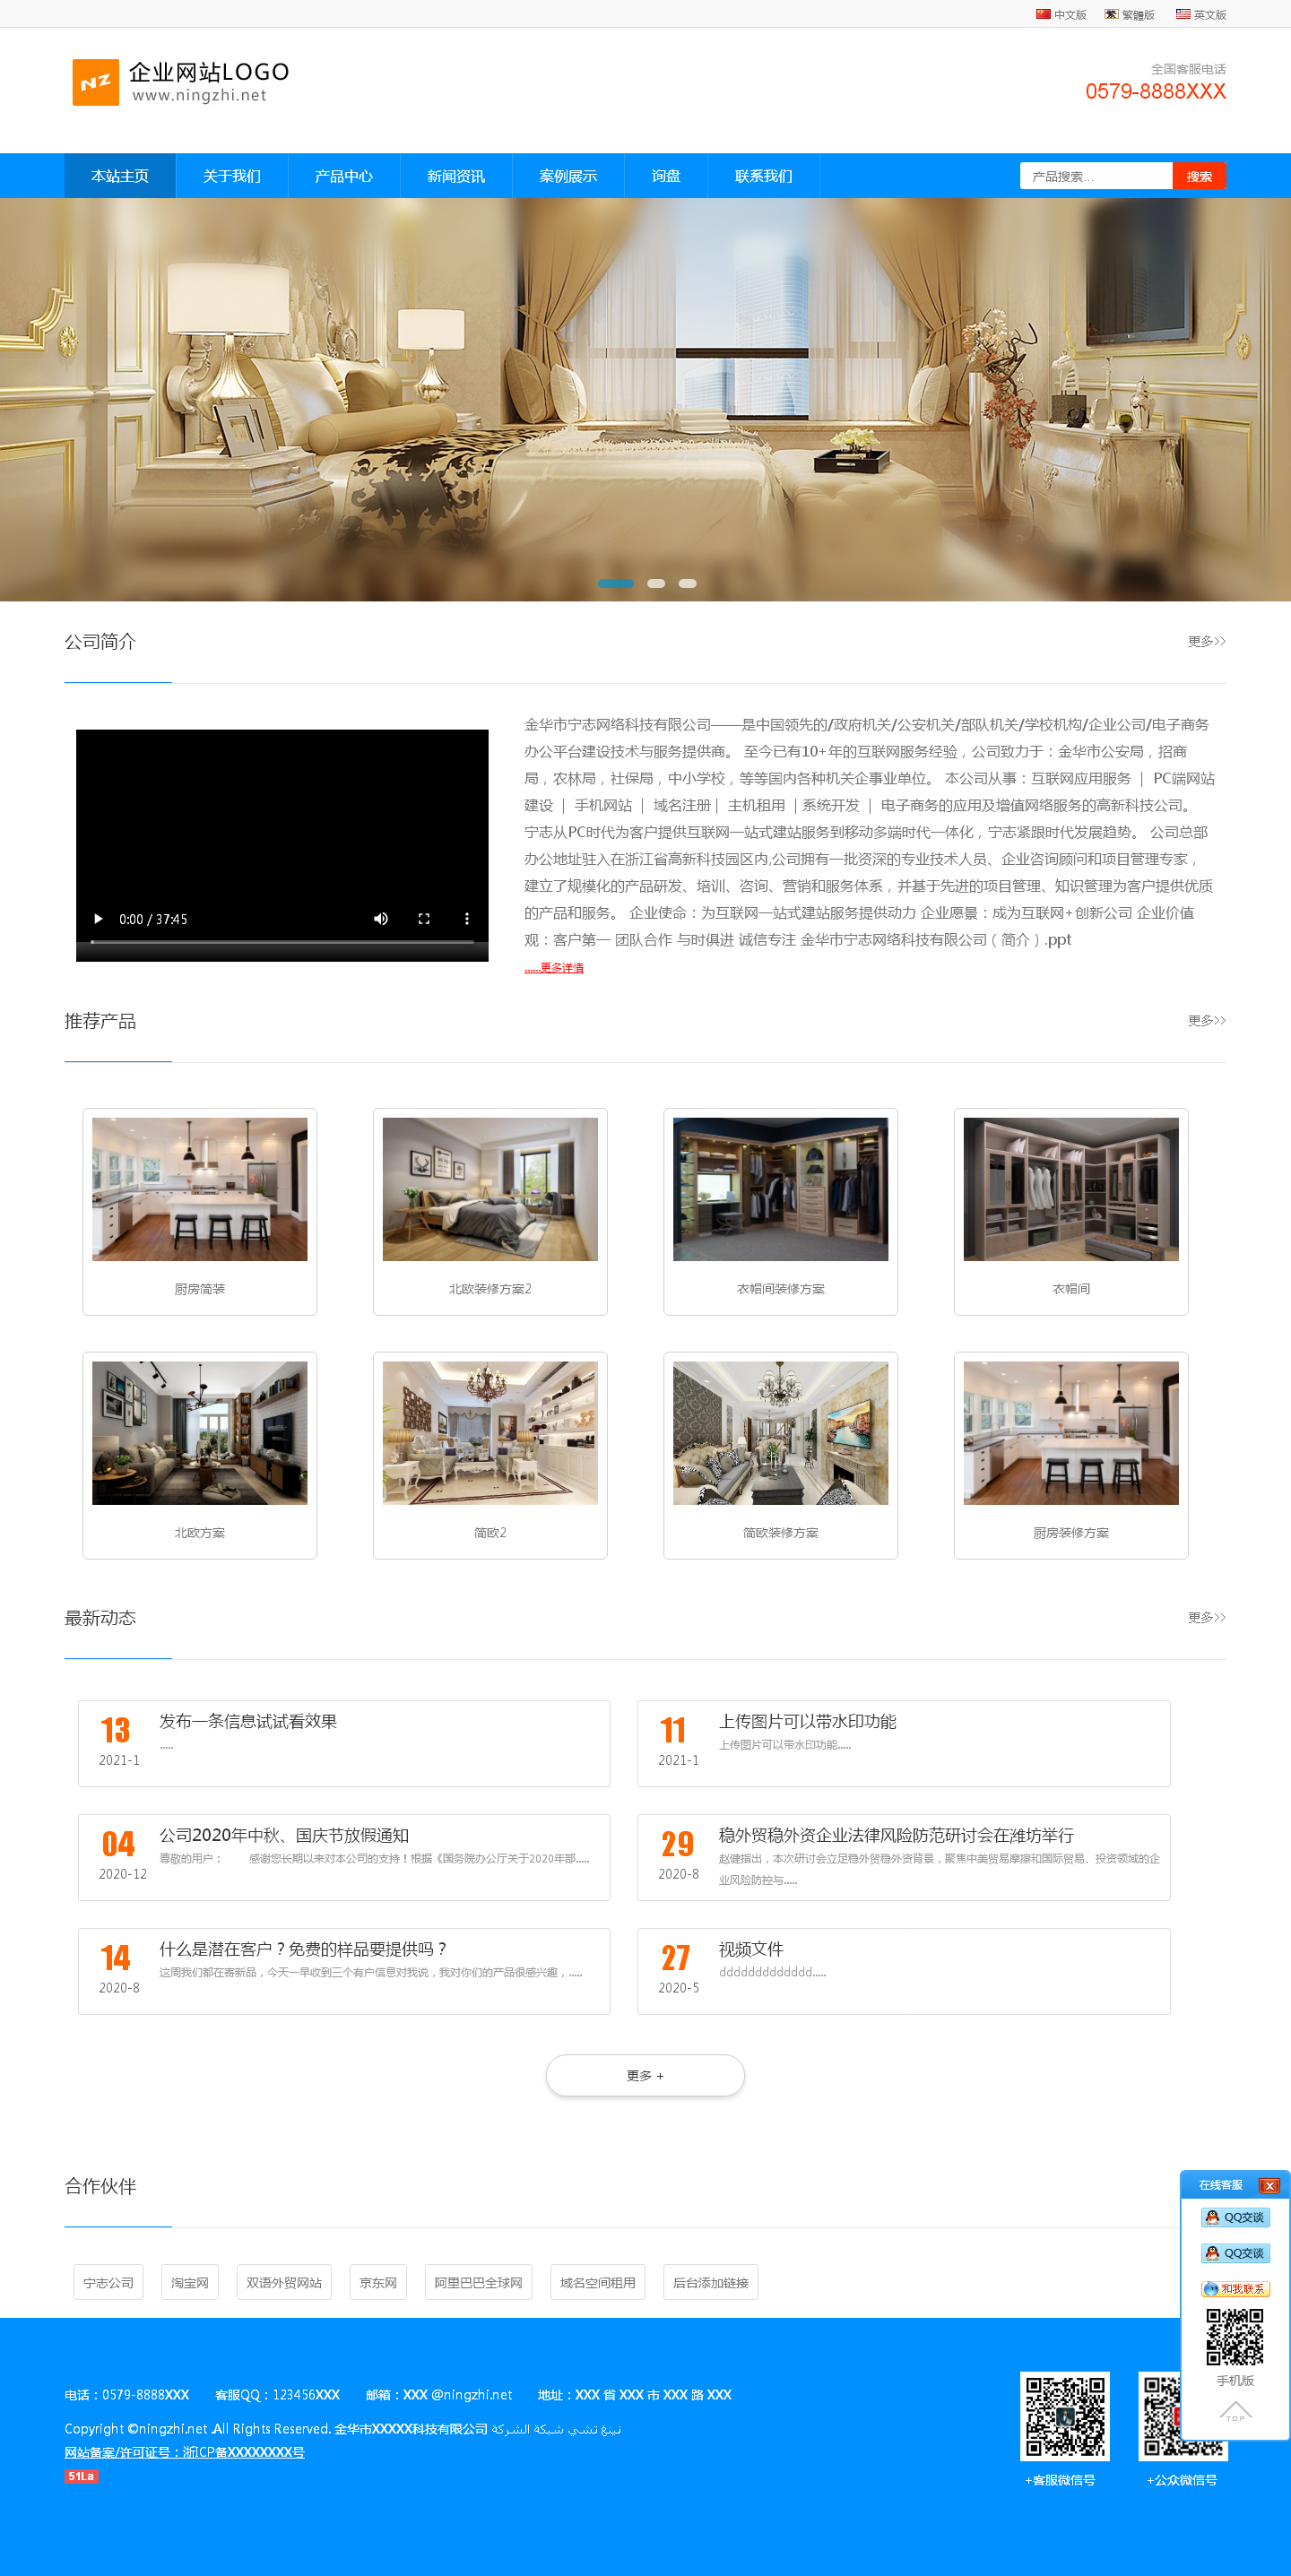 中文版 繁體版 英文版
NZ 企业网站LOGO
www.ningzhi.net
全国客服电话
0579-8888XXX
本站主页 关于我们 产品中心 新闻资讯 案例展示 询盘 联系我们 产品搜索... 搜索
公司简介 更多>>
金华市宁志网络科技有限公司——是中国领先的/政府机关/公安机关/部队机关/学校机构/企业公司/电子商务
办公平台建设技术与服务提供商。 至今已有10+年的互联网服务经验，公司致力于：金华市公安局，招商
局，农林局，社保局，中小学校，等等国内各种机关企事业单位。 本公司从事：互联网应用服务 ｜ PC端网站
建设 ｜ 手机网站 ｜ 域名注册｜ 主机租用 ｜系统开发 ｜ 电子商务的应用及增值网络服务的高新科技公司。
宁志从PC时代为客户提供互联网一站式建站服务到移动多端时代一体化，宁志紧跟时代发展趋势。 公司总部
办公地址驻入在浙江省高新科技园区内,公司拥有一批资深的专业技术人员、企业咨询顾问和项目管理专家，
建立了规模化的产品研发、培训、咨询、营销和服务体系，并基于先进的项目管理、知识管理为客户提供优质
的产品和服务。 企业使命：为互联网一站式建站服务提供动力 企业愿景：成为互联网+创新公司 企业价值
观：客户第一 团队合作 与时俱进 诚信专注 金华市宁志网络科技有限公司（简介）.ppt
......更多详情
0:00 / 37:45
推荐产品 更多>>
厨房简装 北欧装修方案2 衣帽间装修方案 衣帽间
北欧方案 简欧2 简欧装修方案 厨房装修方案
最新动态 更多>>
13 发布一条信息试试看效果
.....
2021-1
11 上传图片可以带水印功能
上传图片可以带水印功能.....
2021-1
04 公司2020年中秋、国庆节放假通知
尊敬的用户： 感谢您长期以来对本公司的支持！根据《国务院办公厅关于2020年部.....
2020-12
29 稳外贸稳外资企业法律风险防范研讨会在潍坊举行
赵健指出，本次研讨会立足稳外贸稳外资背景，聚焦中美贸易摩擦和国际贸易、投资领域的企
2020-8
业风险防控与.....
14 什么是潜在客户？免费的样品要提供吗？
这周我们都在寄新品，今天一早收到三个有户信息对我说，我对你们的产品很感兴趣，.....
2020-8
27 视频文件
ddddddddddddd.....
2020-5
更多 +
合作伙伴
宁志公司 淘宝网 双语外贸网站 京东网 阿里巴巴全球网 域名空间租用 后台添加链接
在线客服 X
QQ交谈
QQ交谈
和我联系
手机版
TOP
电话：0579-8888XXX 客服QQ：123456XXX 邮箱：XXX @ningzhi.net 地址：XXX 省 XXX 市 XXX 路 XXX
Copyright ©ningzhi.net .All Rights Reserved. 金华市XXXXX科技有限公司 نينغ تشي شبكة الشركة
网站备案/许可证号：浙ICP备XXXXXXXX号
51La
+客服微信号 +公众微信号